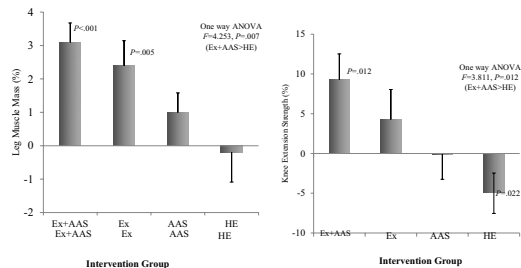 4
3
2
1
0
-1
-2
Leg Muscle Mass (%)
P<.001
P=.005
One way ANOVA
F=4.253, P=.007
(Ex+AAS>HE)
Ex+AAS Ex AAS HE
Ex+AAS Ex AAS HE
Intervention Group
15
10
5
0
-5
-10
Knee Extension Strength (%)
P=.012
One way ANOVA
F=3.811, P=.012
(Ex+AAS>HE)
P=.022
Ex+AAS Ex AAS HE
Intervention Group